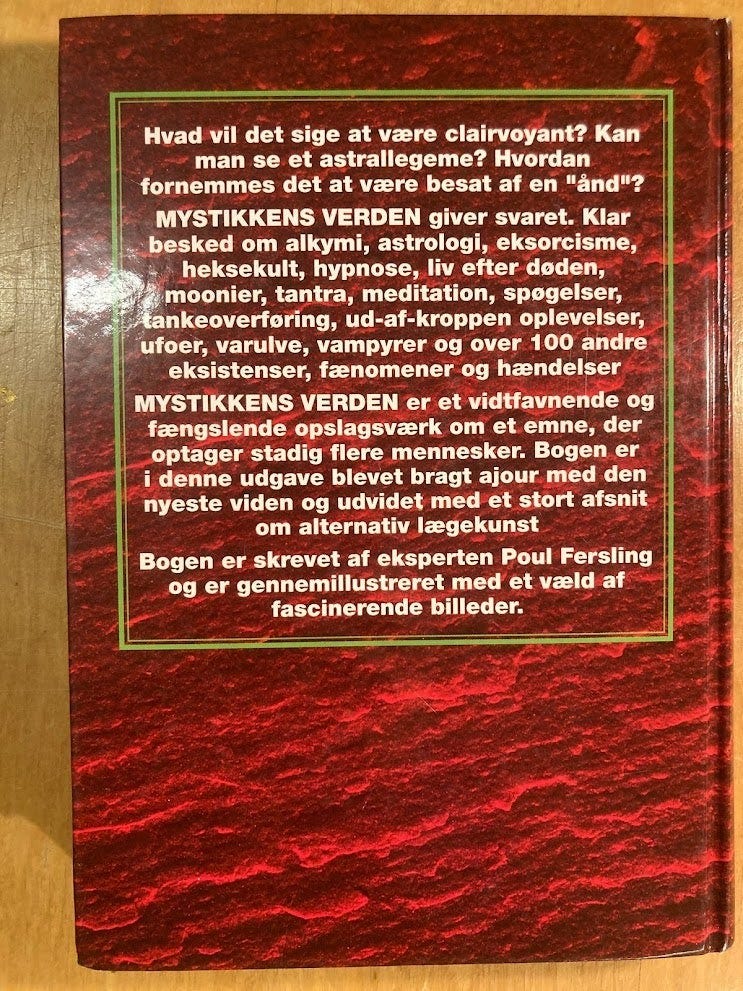 Hvad vil det sige at være clairvoyant? Kan
man se et astrallegeme? Hvordan
fornemmes det at være besat af en "ånd"?
MYSTIKKENS VERDEN giver svaret. Klar
besked om alkymi, astrologi, eksorcisme,
heksekult, hypnose, liv efter døden,
moonier, tantra, meditation, spøgelser,
tankeoverføring, ud-af-kroppen oplevelser,
ufoer, varulve, vampyrer og over 100 andre
eksistenser, fænomener og hændelser
MYSTIKKENS VERDEN er et vidtfavnende og
fængslende opslagsværk om et emne, der
optager stadig flere mennesker. Bogen er
i denne udgave blevet bragt ajour med den
nyeste viden og udvidet med et stort afsnit
om alternativ lægekunst
Bogen er skrevet af eksperten Poul Fersling
og er gennemillustreret med et væld af
fascinerende billeder.